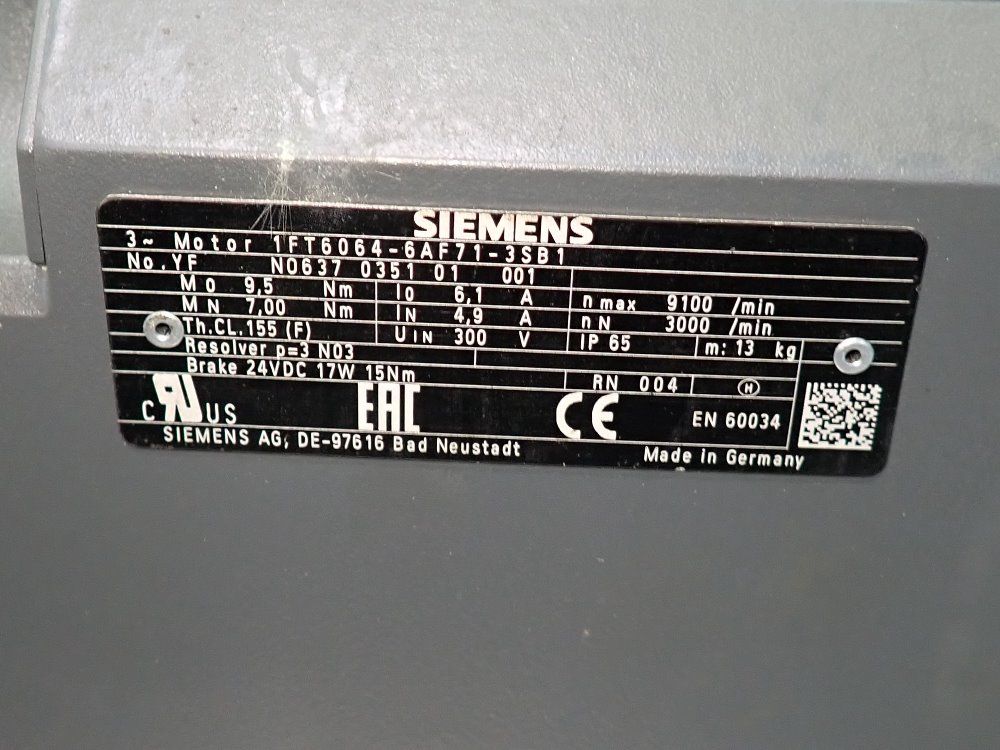 SIEMENS
3~ Motor 1FT6064-6AF71-3SB1
No.YF N0637 0351 01 001
M0 9,5 Nm I0 6,1 A n max 9100 /min
MN 7,00 Nm IN 4,9 A nN 3000 /min
Th.CL.155 (F) UIN 300 V IP 65 m: 13 kg
Resolver p=3 N03
Brake 24VDC 17W 15Nm RN 004 H
C RU US EAC CE EN 60034
SIEMENS AG, DE-97616 Bad Neustadt Made in Germany